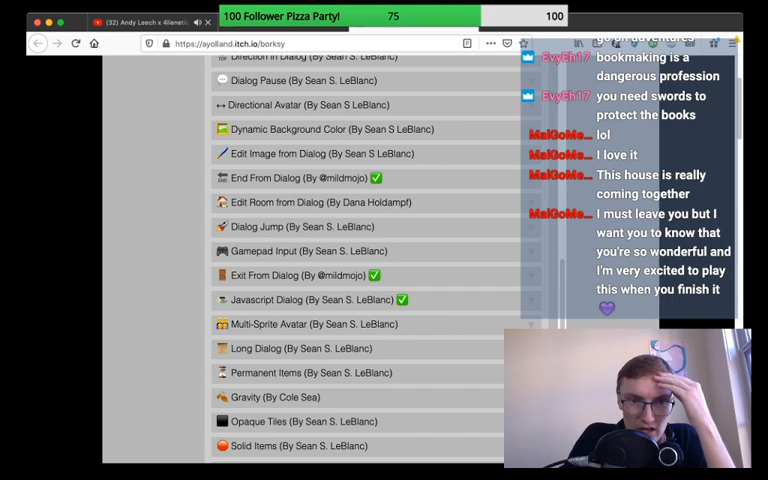 100 Follower Pizza Party! 75 100
(32) Andy Leech x 4lienetic
https://ayolland.itch.io/borksy
Direction in Dialog (By Sean S. LeBlanc)
Dialog Pause (By Sean S. LeBlanc)
Directional Avatar (By Sean S. LeBlanc)
Dynamic Background Color (By Sean S LeBlanc)
Edit Image from Dialog (By Sean S. LeBlanc)
End From Dialog (By @mildmojo)
Edit Room from Dialog (By Dana Holdampf)
Dialog Jump (By Sean S. LeBlanc)
Gamepad Input (By Sean S. LeBlanc)
Exit From Dialog (By @mildmojo)
Javascript Dialog (By Sean S. LeBlanc)
Multi-Sprite Avatar (By Sean S. LeBlanc)
Long Dialog (By Sean S. LeBlanc)
Permanent Items (By Sean S. LeBlanc)
Gravity (By Cole Sea)
Opaque Tiles (By Sean S. LeBlanc)
Solid Items (By Sean S. LeBlanc)
go on adventures
EvyEh17 bookmaking is a
dangerous profession
EvyEh17 you need swords to
protect the books
MalGoMe... lol
MalGoMe... I love it
MalGoMe... This house is really
coming together
MalGoMe... I must leave you but I
want you to know that
you're so wonderful and
I'm very excited to play
this when you finish it